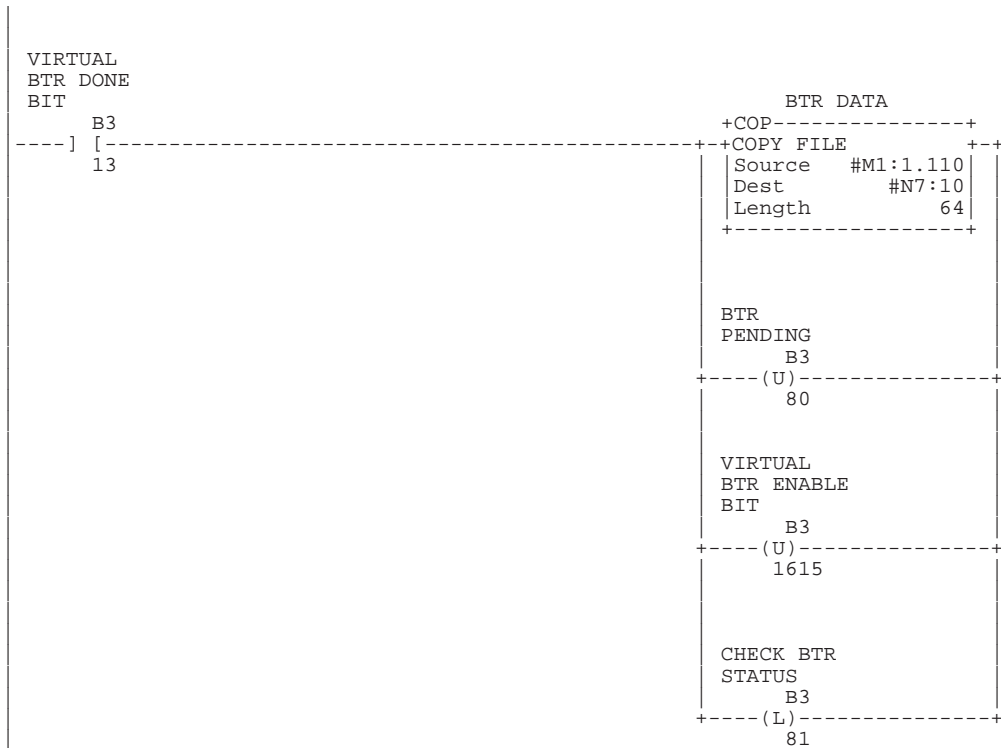 VIRTUAL
BTR DONE
BIT BTR DATA
B3 +COP---------------+
----] [----------------------------------------------+-+COPY FILE +-+
13 | |Source #M1:1.110| |
| |Dest #N7:10| |
| |Length 64| |
| +------------------+ |
BTR
PENDING
B3
+----(U)---------------+
80
VIRTUAL
BTR ENABLE
BIT
B3
+----(U)---------------+
1615
CHECK BTR
STATUS
B3
+----(L)---------------+
81